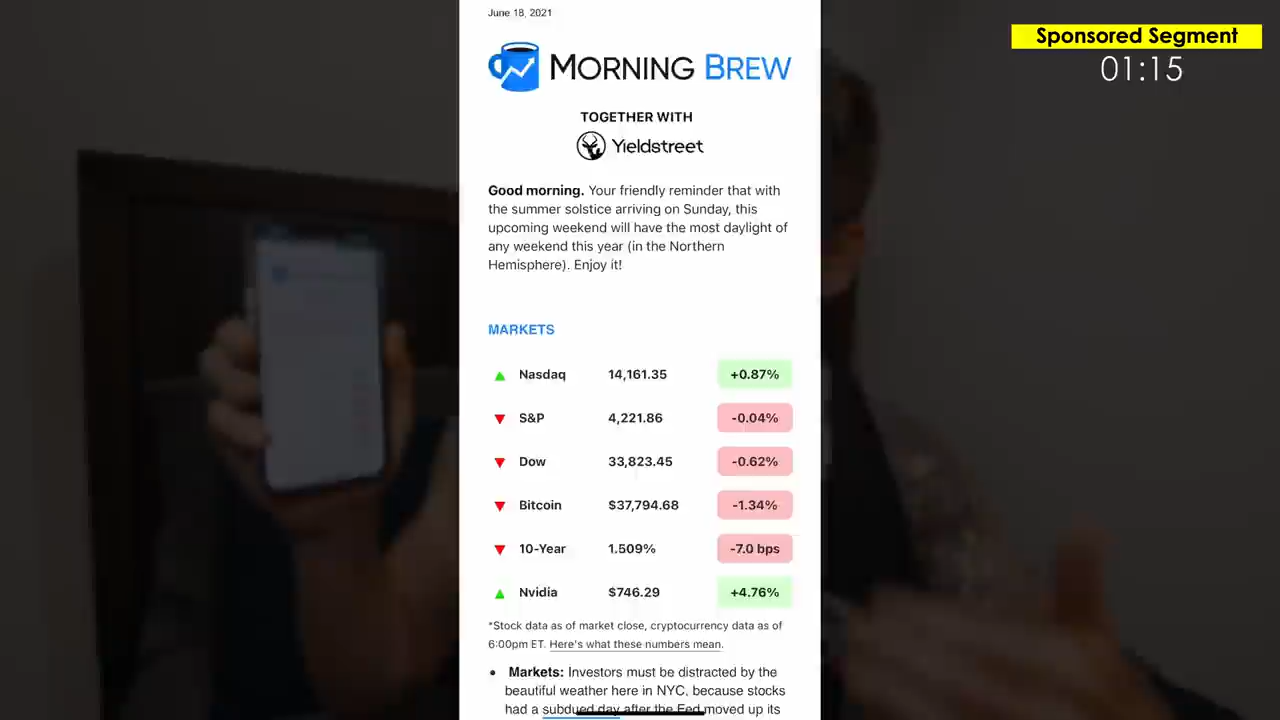 June 18, 2021
Sponsored Segment
01:15
MORNING BREW
TOGETHER WITH
Yieldstreet
Good morning. Your friendly reminder that with
the summer solstice arriving on Sunday, this
upcoming weekend will have the most daylight of
any weekend this year (in the Northern
Hemisphere). Enjoy it!
MARKETS
Nasdaq 14,161.35 +0.87%
S&P 4,221.86 -0.04%
Dow 33,823.45 -0.62%
Bitcoin $37,794.68 -1.34%
10-Year 1.509% -7.0 bps
Nvidia $746.29 +4.76%
*Stock data as of market close, cryptocurrency data as of
6:00pm ET. Here's what these numbers mean.
• Markets: Investors must be distracted by the
beautiful weather here in NYC, because stocks
had a subdued day after the Fed moved up its